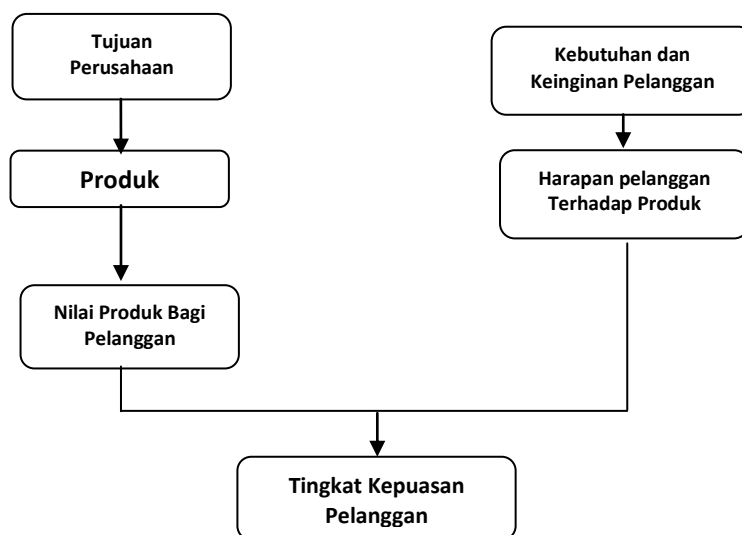 Tujuan
Perusahaan
Kebutuhan dan
Keinginan Pelanggan
Produk
Harapan pelanggan
Terhadap Produk
Nilai Produk Bagi
Pelanggan
Tingkat Kepuasan
Pelanggan